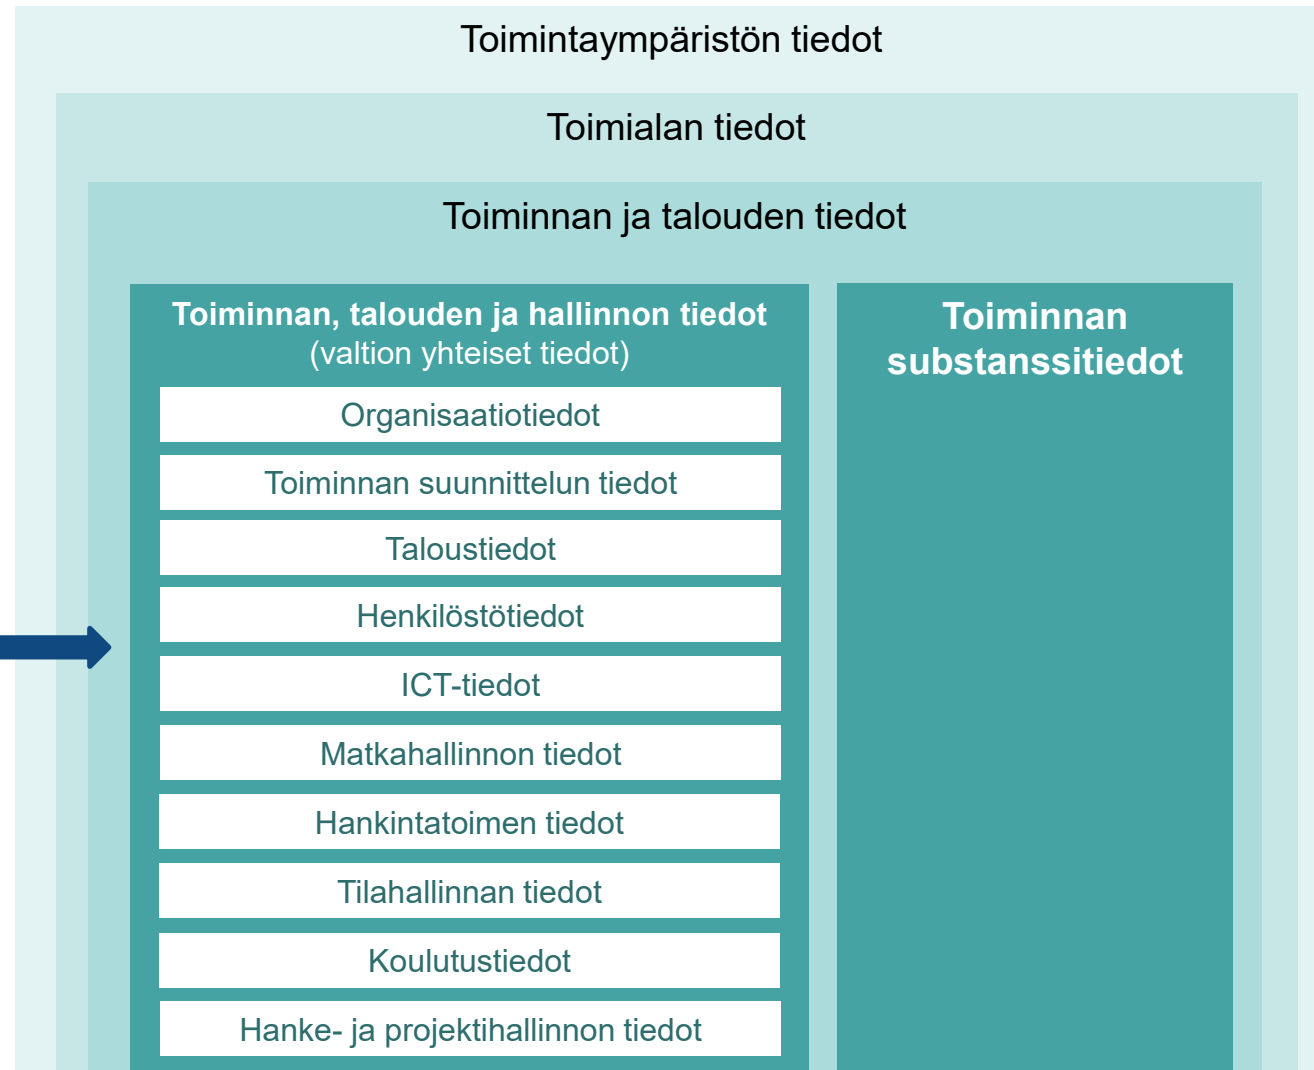 Toimintaympäristön tiedot
Toimialan tiedot
Toiminnan ja talouden tiedot
Toiminnan, talouden ja hallinnon tiedot
(valtion yhteiset tiedot)
Organisaatiotiedot
Toiminnan suunnittelun tiedot
Taloustiedot
Henkilöstötiedot
ICT-tiedot
Matkahallinnon tiedot
Hankintatoimen tiedot
Tilahallinnan tiedot
Koulutustiedot
Hanke- ja projektihallinnon tiedot
Toiminnan
substanssitiedot